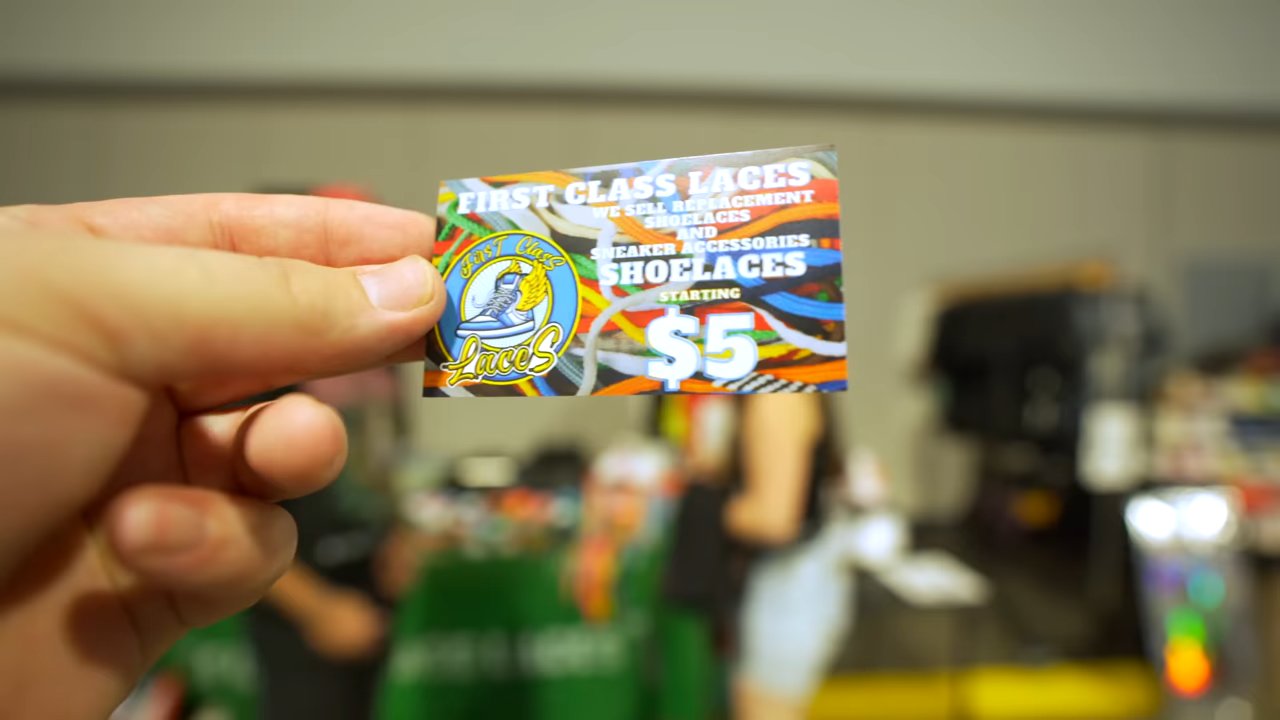 FIRST CLASS LACES
WE SELL REPLACEMENT
SHOELACES
AND
SNEAKER ACCESSORIES
SHOELACES
STARTING
$5
First Class
Laces